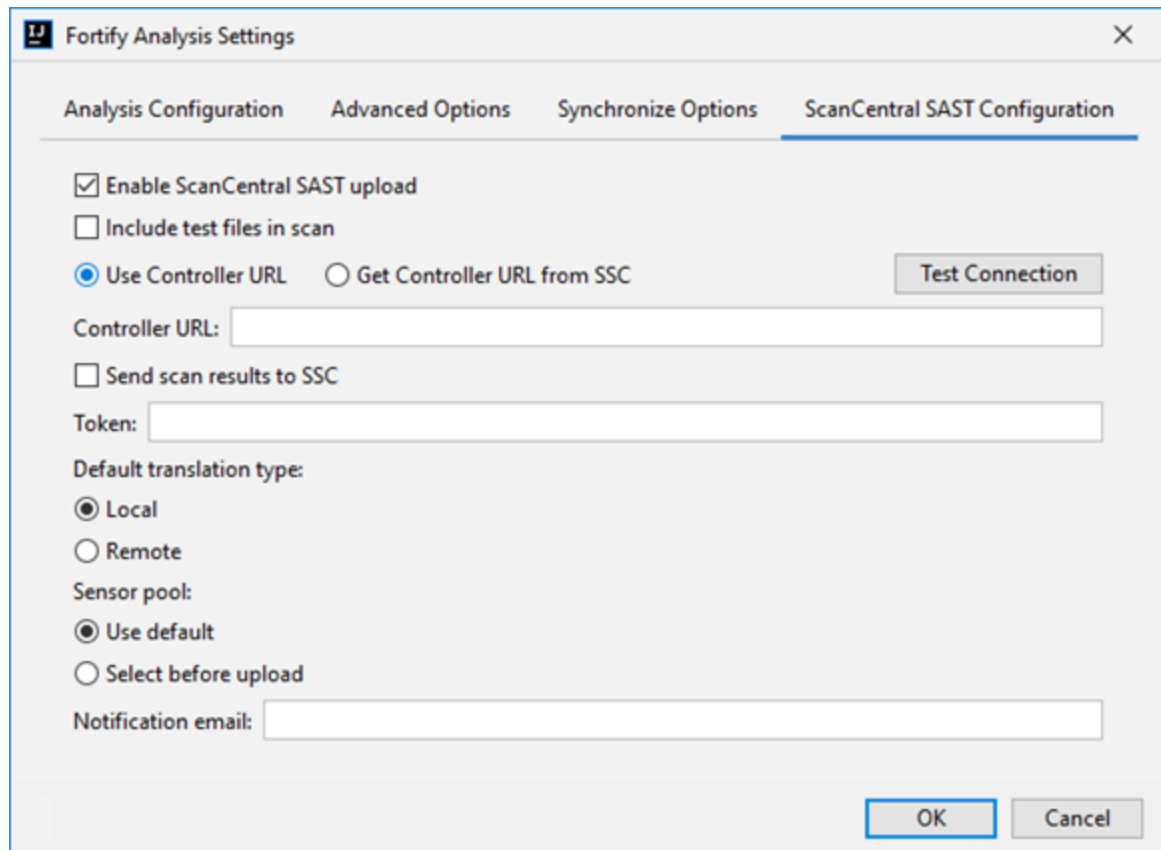 IJ Fortify Analysis Settings
Analysis Configuration Advanced Options Synchronize Options ScanCentral SAST Configuration
Enable ScanCentral SAST upload
Include test files in scan
Use Controller URL Get Controller URL from SSC Test Connection
Controller URL:
Send scan results to SSC
Token:
Default translation type:
Local
Remote
Sensor pool:
Use default
Select before upload
Notification email:
OK Cancel